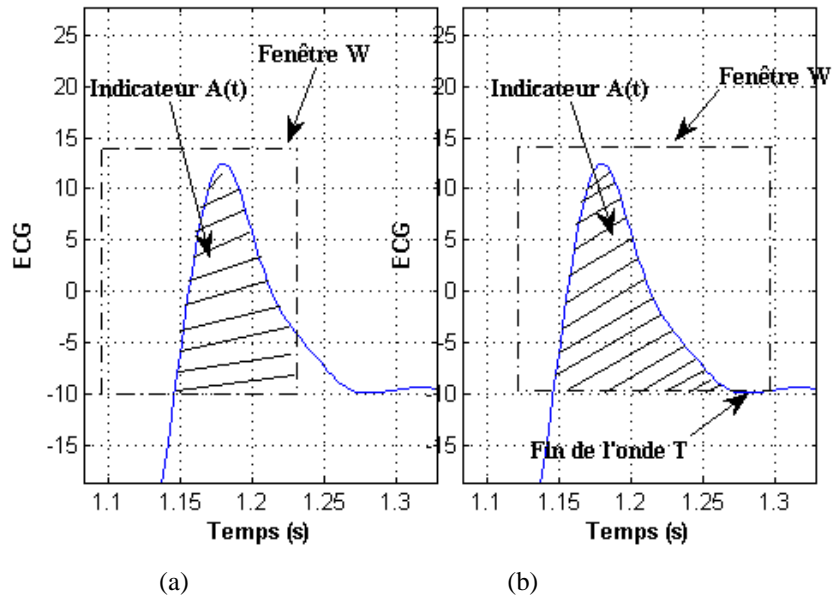 25
20
15
10
5
0
-5
-10
-15
ECG
Fenêtre W
Indicateur A(t)
1.1 1.15 1.2 1.25 1.3
Temps (s)
(a)
25
20
15
10
5
0
-5
-10
-15
ECG
Indicateur A(t)
Fenêtre W
Fin de l'onde T
1.1 1.15 1.2 1.25 1.3
Temps (s)
(b)